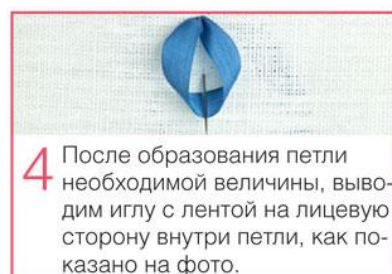 4 После образования петли
необходимой величины, выво-
дим иглу с лентой на лицевую
сторону внутри петли, как по-
казано на фото.